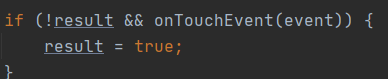 if (!result && onTouchEvent(event)) {
    result = true;
}